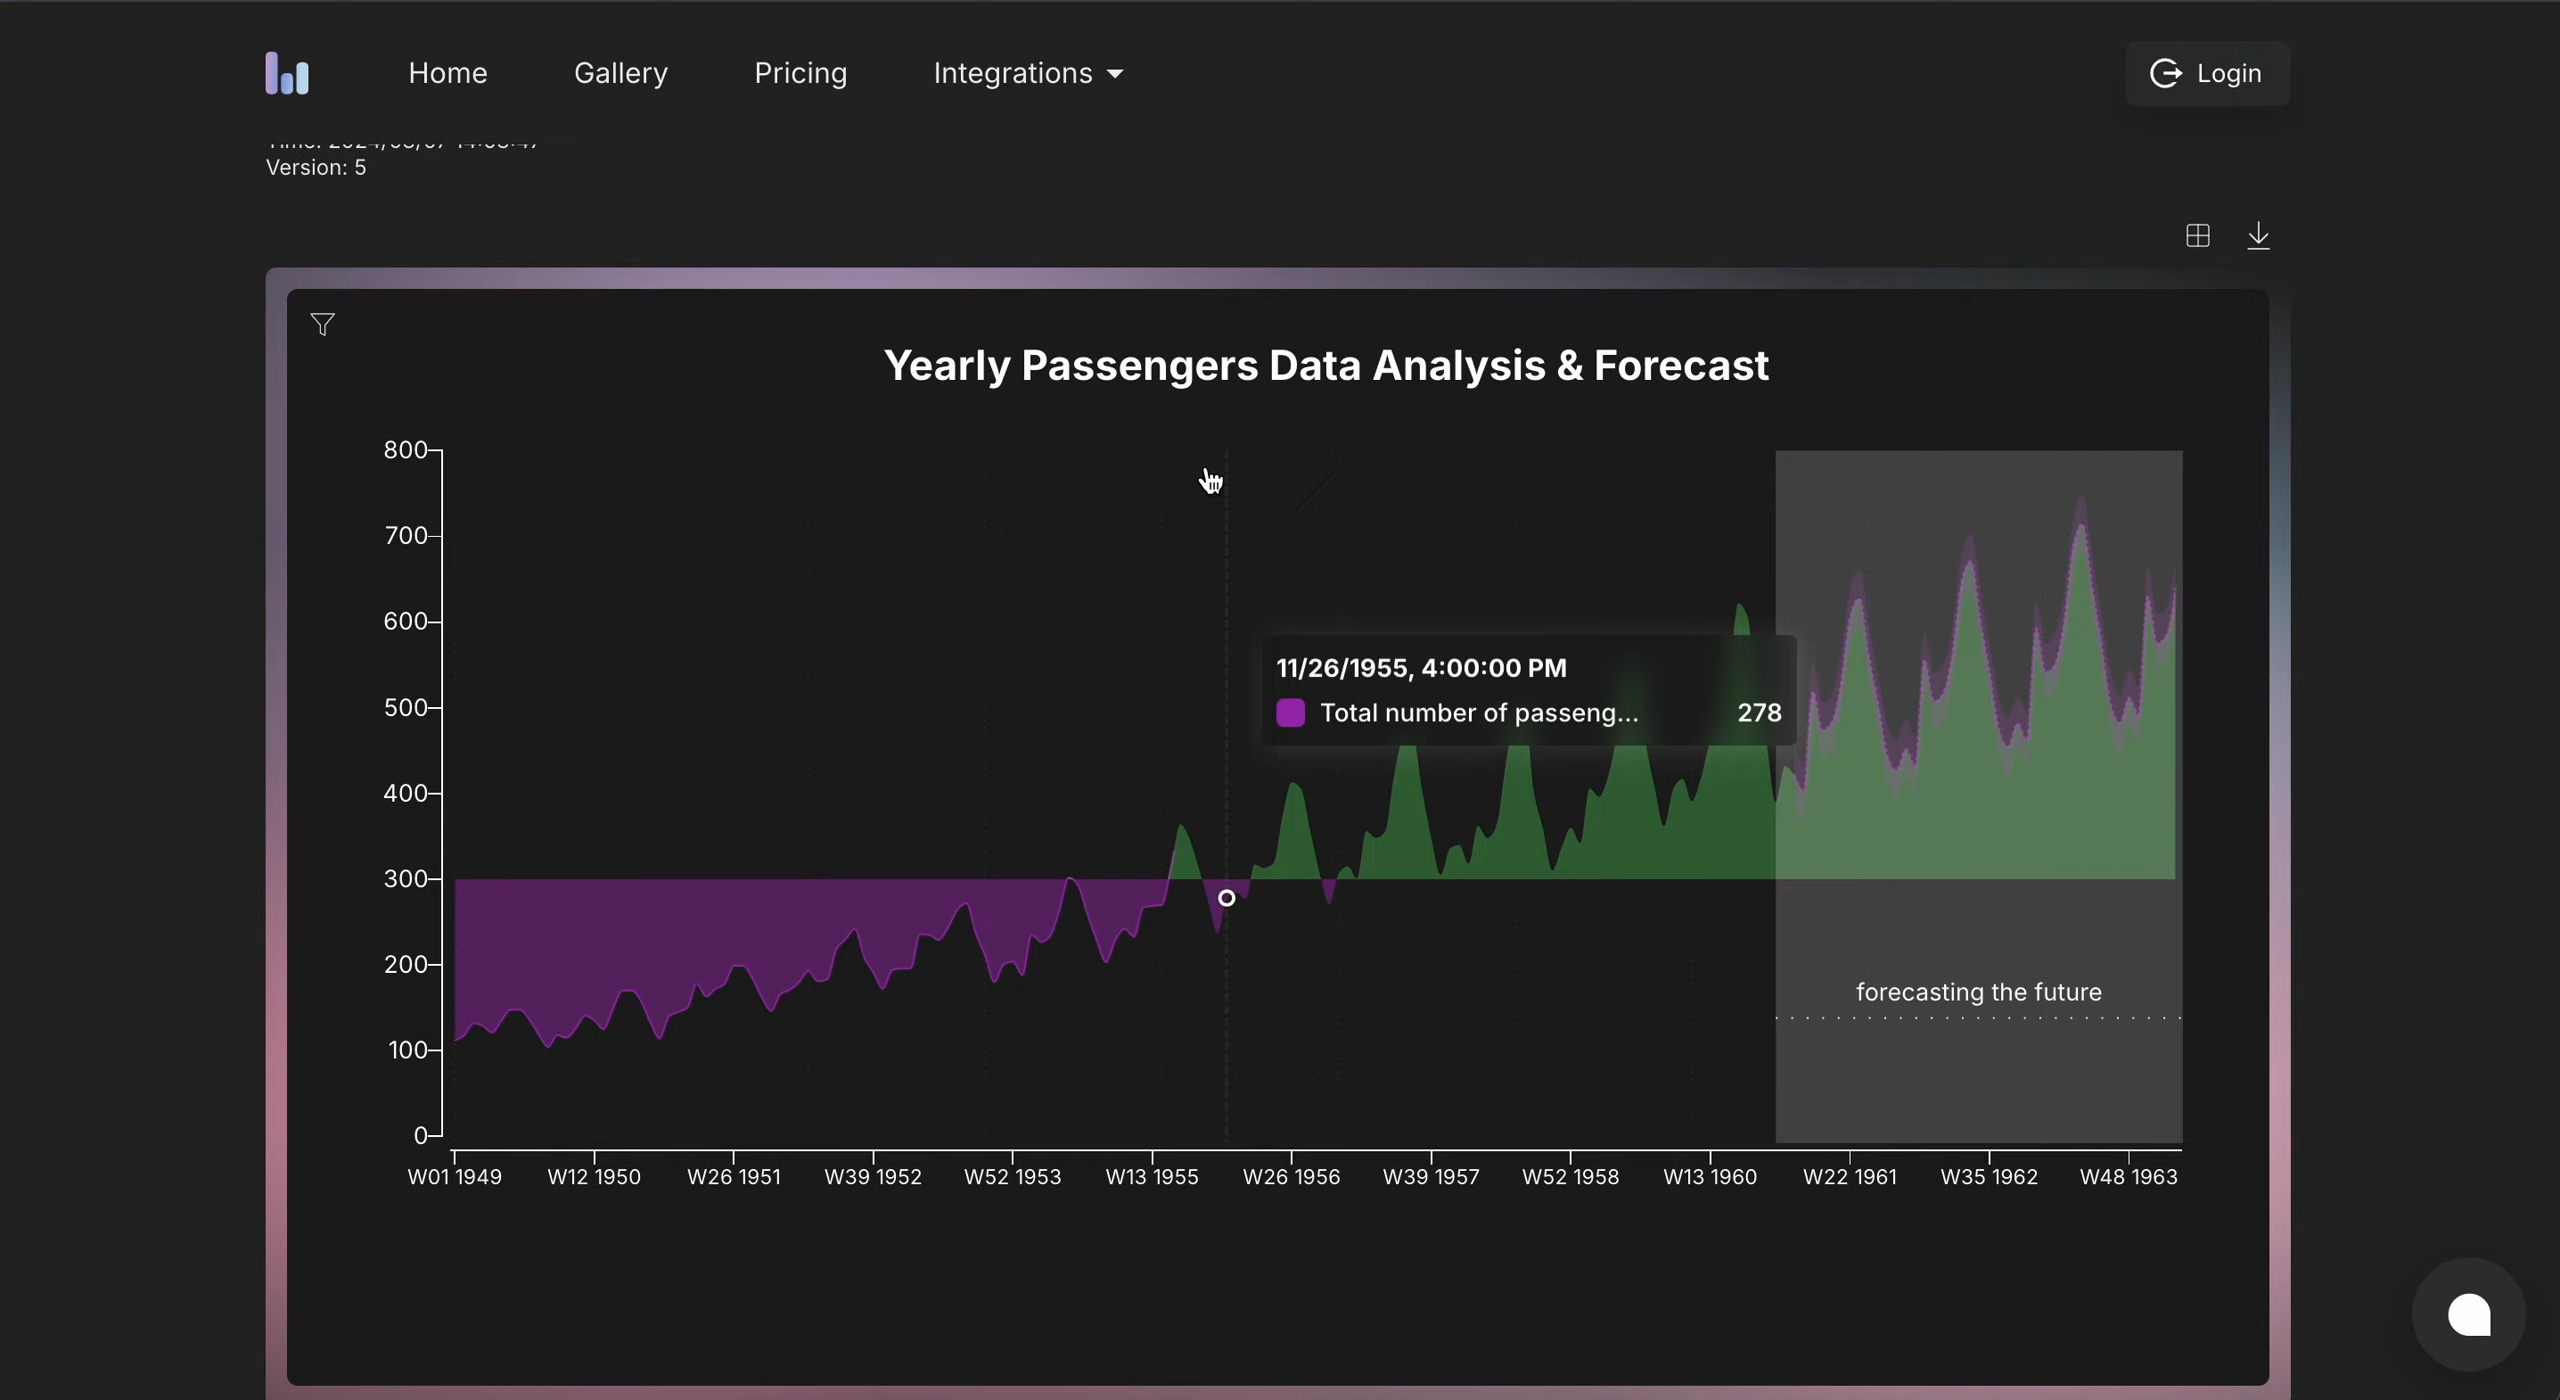 Home Gallery Pricing Integrations Login
Version: 5
Yearly Passengers Data Analysis & Forecast
800
700
600
500
400
300
200
100
0
11/26/1955, 4:00:00 PM
Total number of passeng... 278
forecasting the future
W01 1949 W12 1950 W26 1951 W39 1952 W52 1953 W13 1955 W26 1956 W39 1957 W52 1958 W13 1960 W22 1961 W35 1962 W48 1963